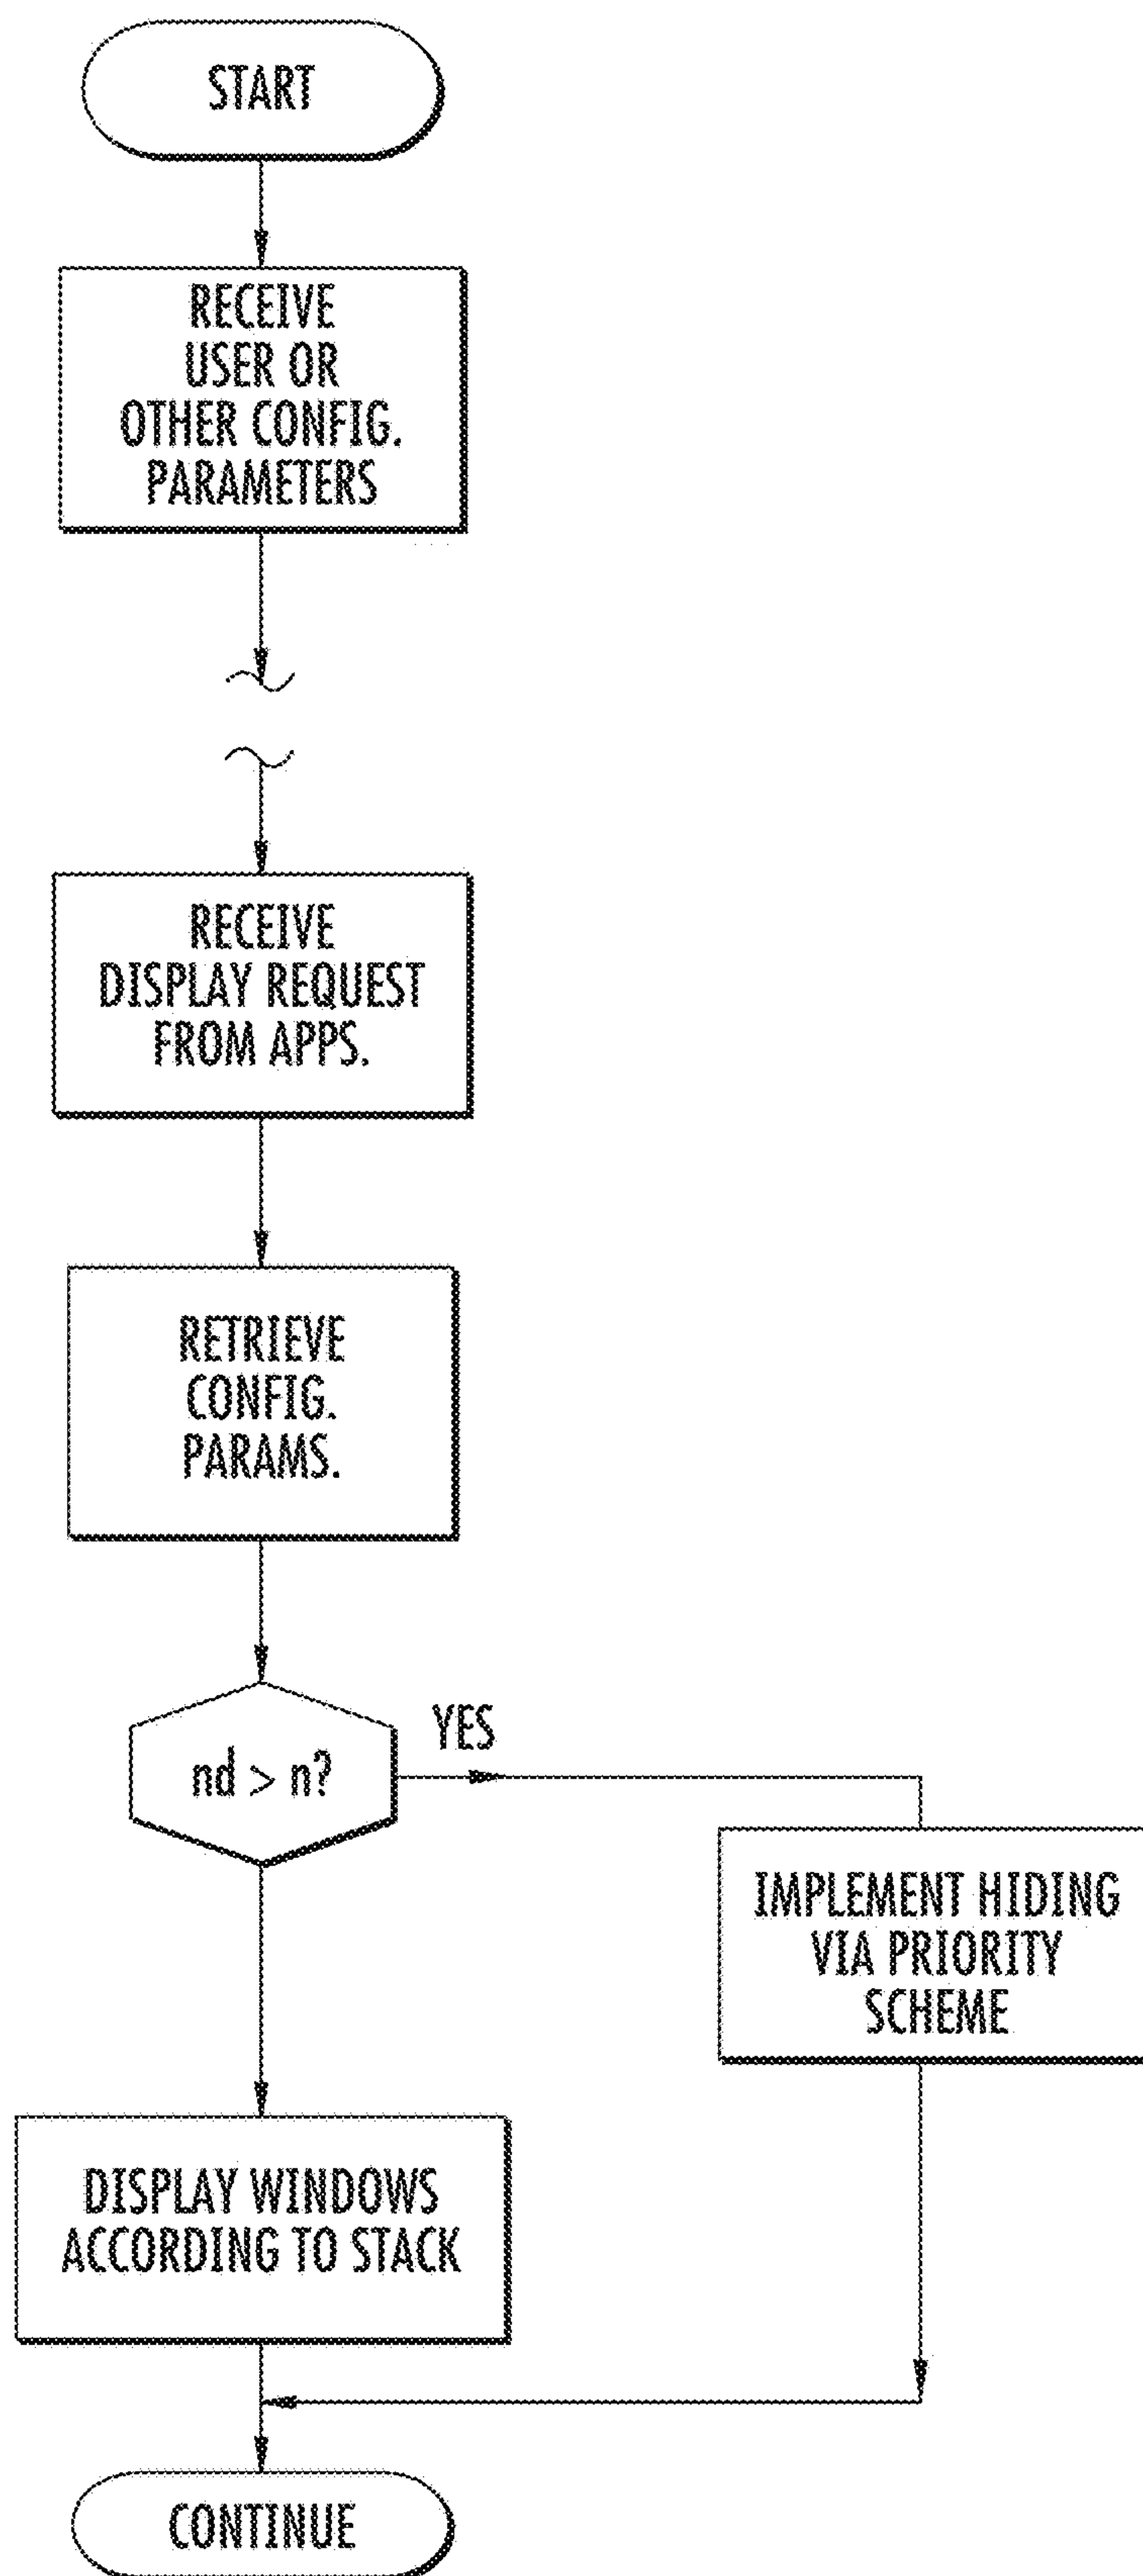 START
RECEIVE
USER OR
OTHER CONFIG.
PARAMETERS
RECEIVE
DISPLAY REQUEST
FROM APPS.
RETRIEVE
CONFIG.
PARAMS.
nd > n?
YES
IMPLEMENT HIDING
VIA PRIORITY
SCHEME
DISPLAY WINDOWS
ACCORDING TO STACK
CONTINUE